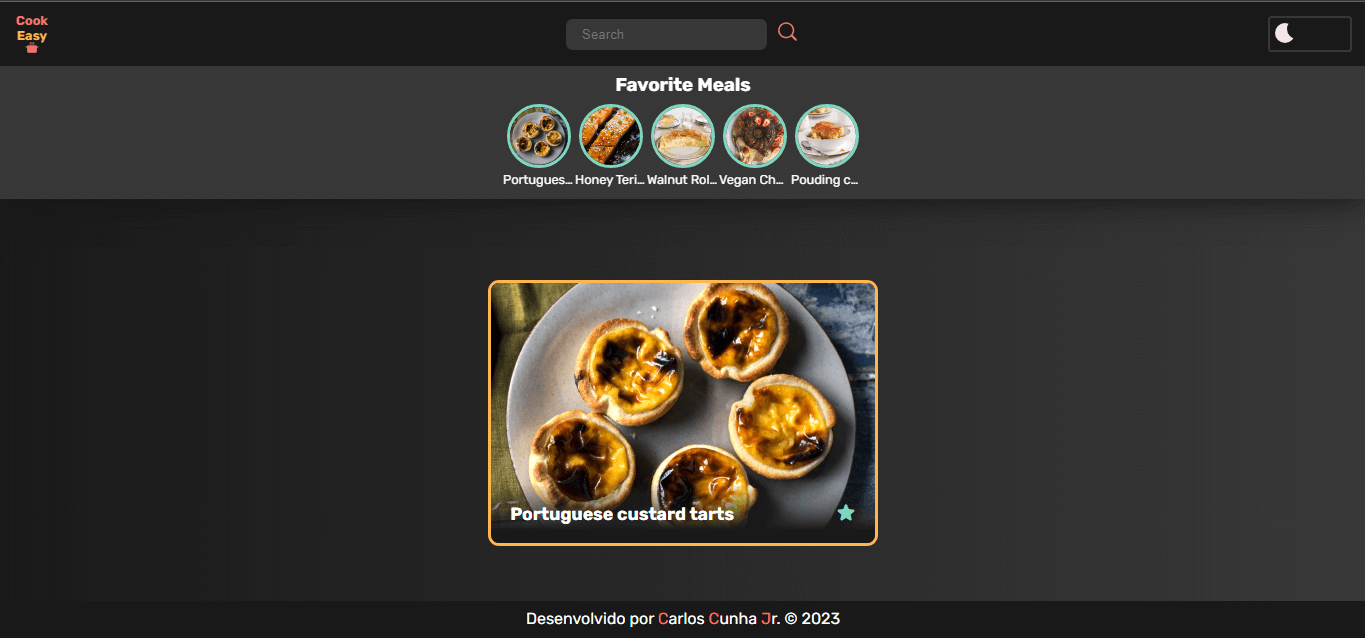 Cook
Easy
Search
Favorite Meals
Portugues...
Honey Teri...
Walnut Rol...
Vegan Ch...
Pouding c...
Portuguese custard tarts
Desenvolvido por Carlos Cunha Jr. © 2023